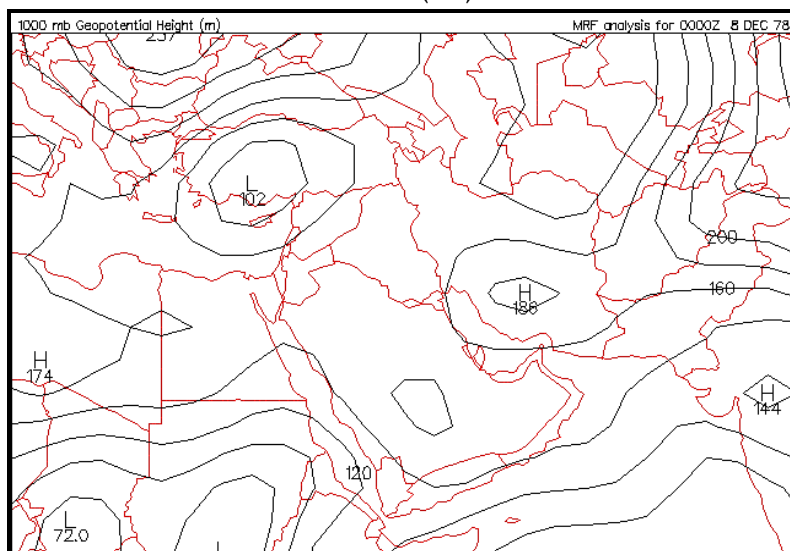 1000 mb Geopotential Height (m)
MRF analysis for 0000Z 8 DEC 78
L
102
200
H
186
160
H
174
H
144
120
L
72.0
L